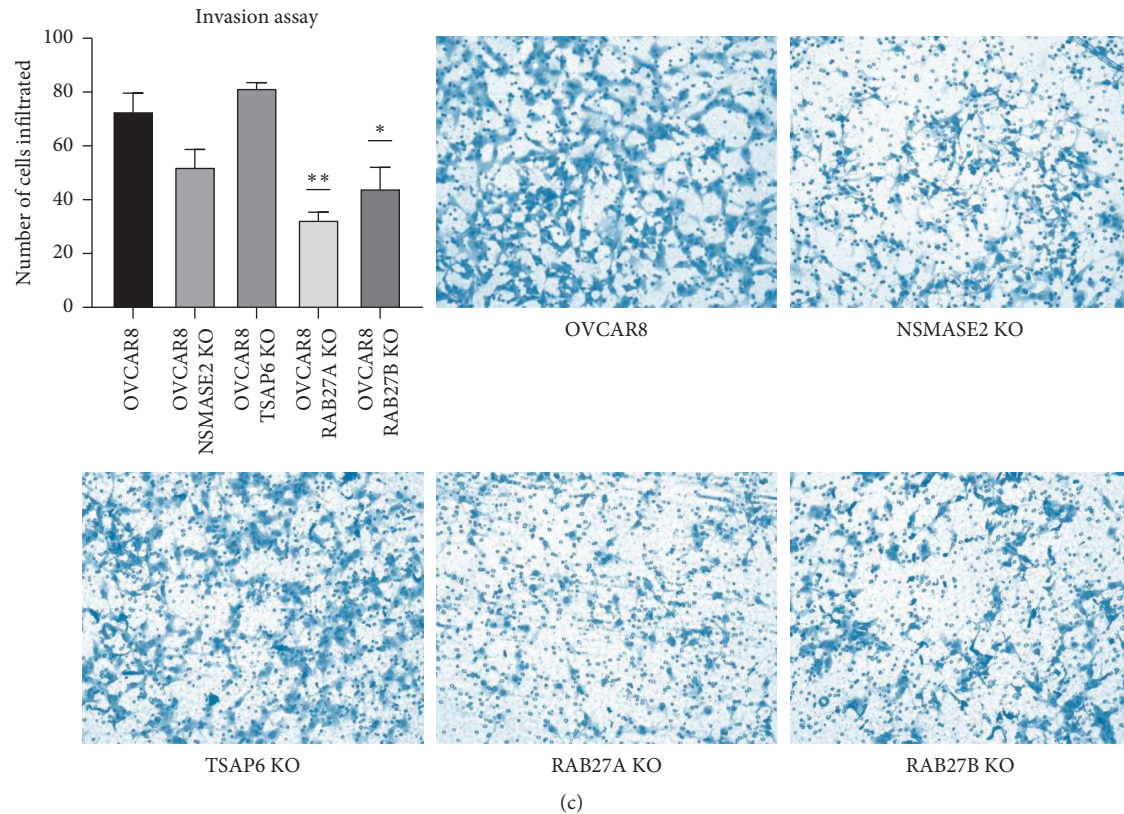 Invasion assay
Number of cells infiltrated
100
80
60
40
20
0
**
*
OVCAR8
OVCAR8
NSMASE2 KO
OVCAR8
TSAP6 KO
OVCAR8
RAB27A KO
OVCAR8
RAB27B KO
OVCAR8
NSMASE2 KO
TSAP6 KO
RAB27A KO
RAB27B KO
(c)